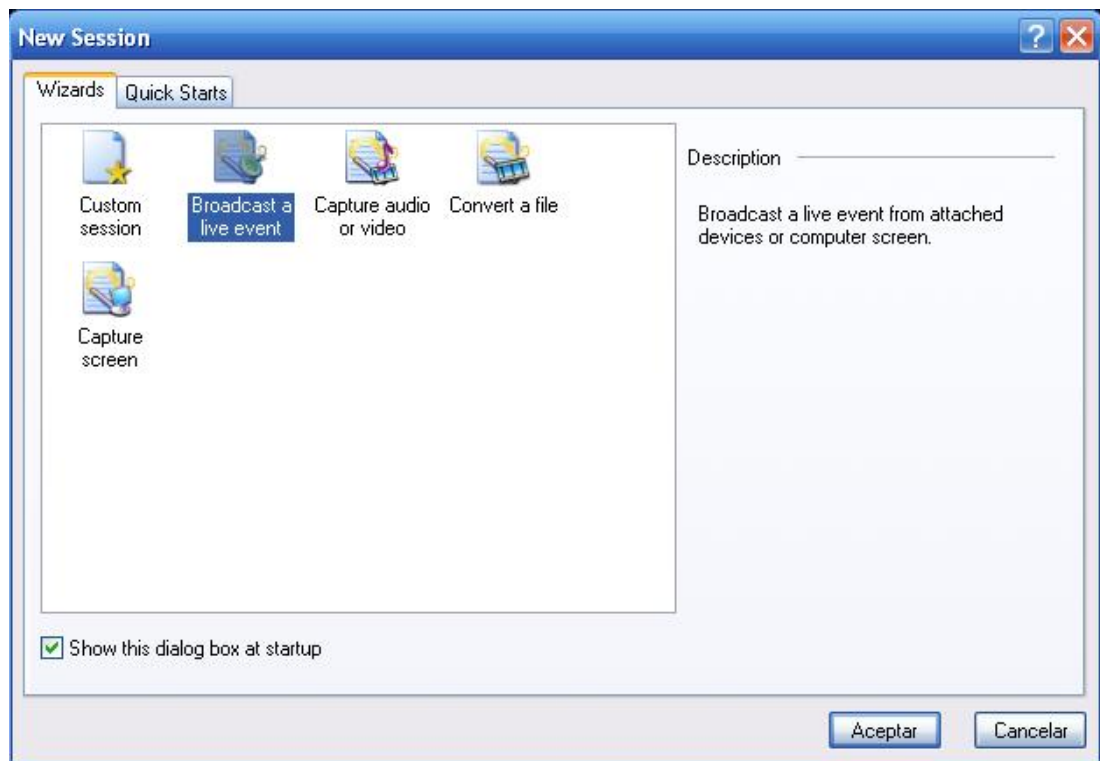 New Session
Wizards
Quick Starts
Custom
session
Broadcast a
live event
Capture audio
or video
Convert a file
Capture
screen
Description
Broadcast a live event from attached
devices or computer screen.
Show this dialog box at startup
Aceptar
Cancelar